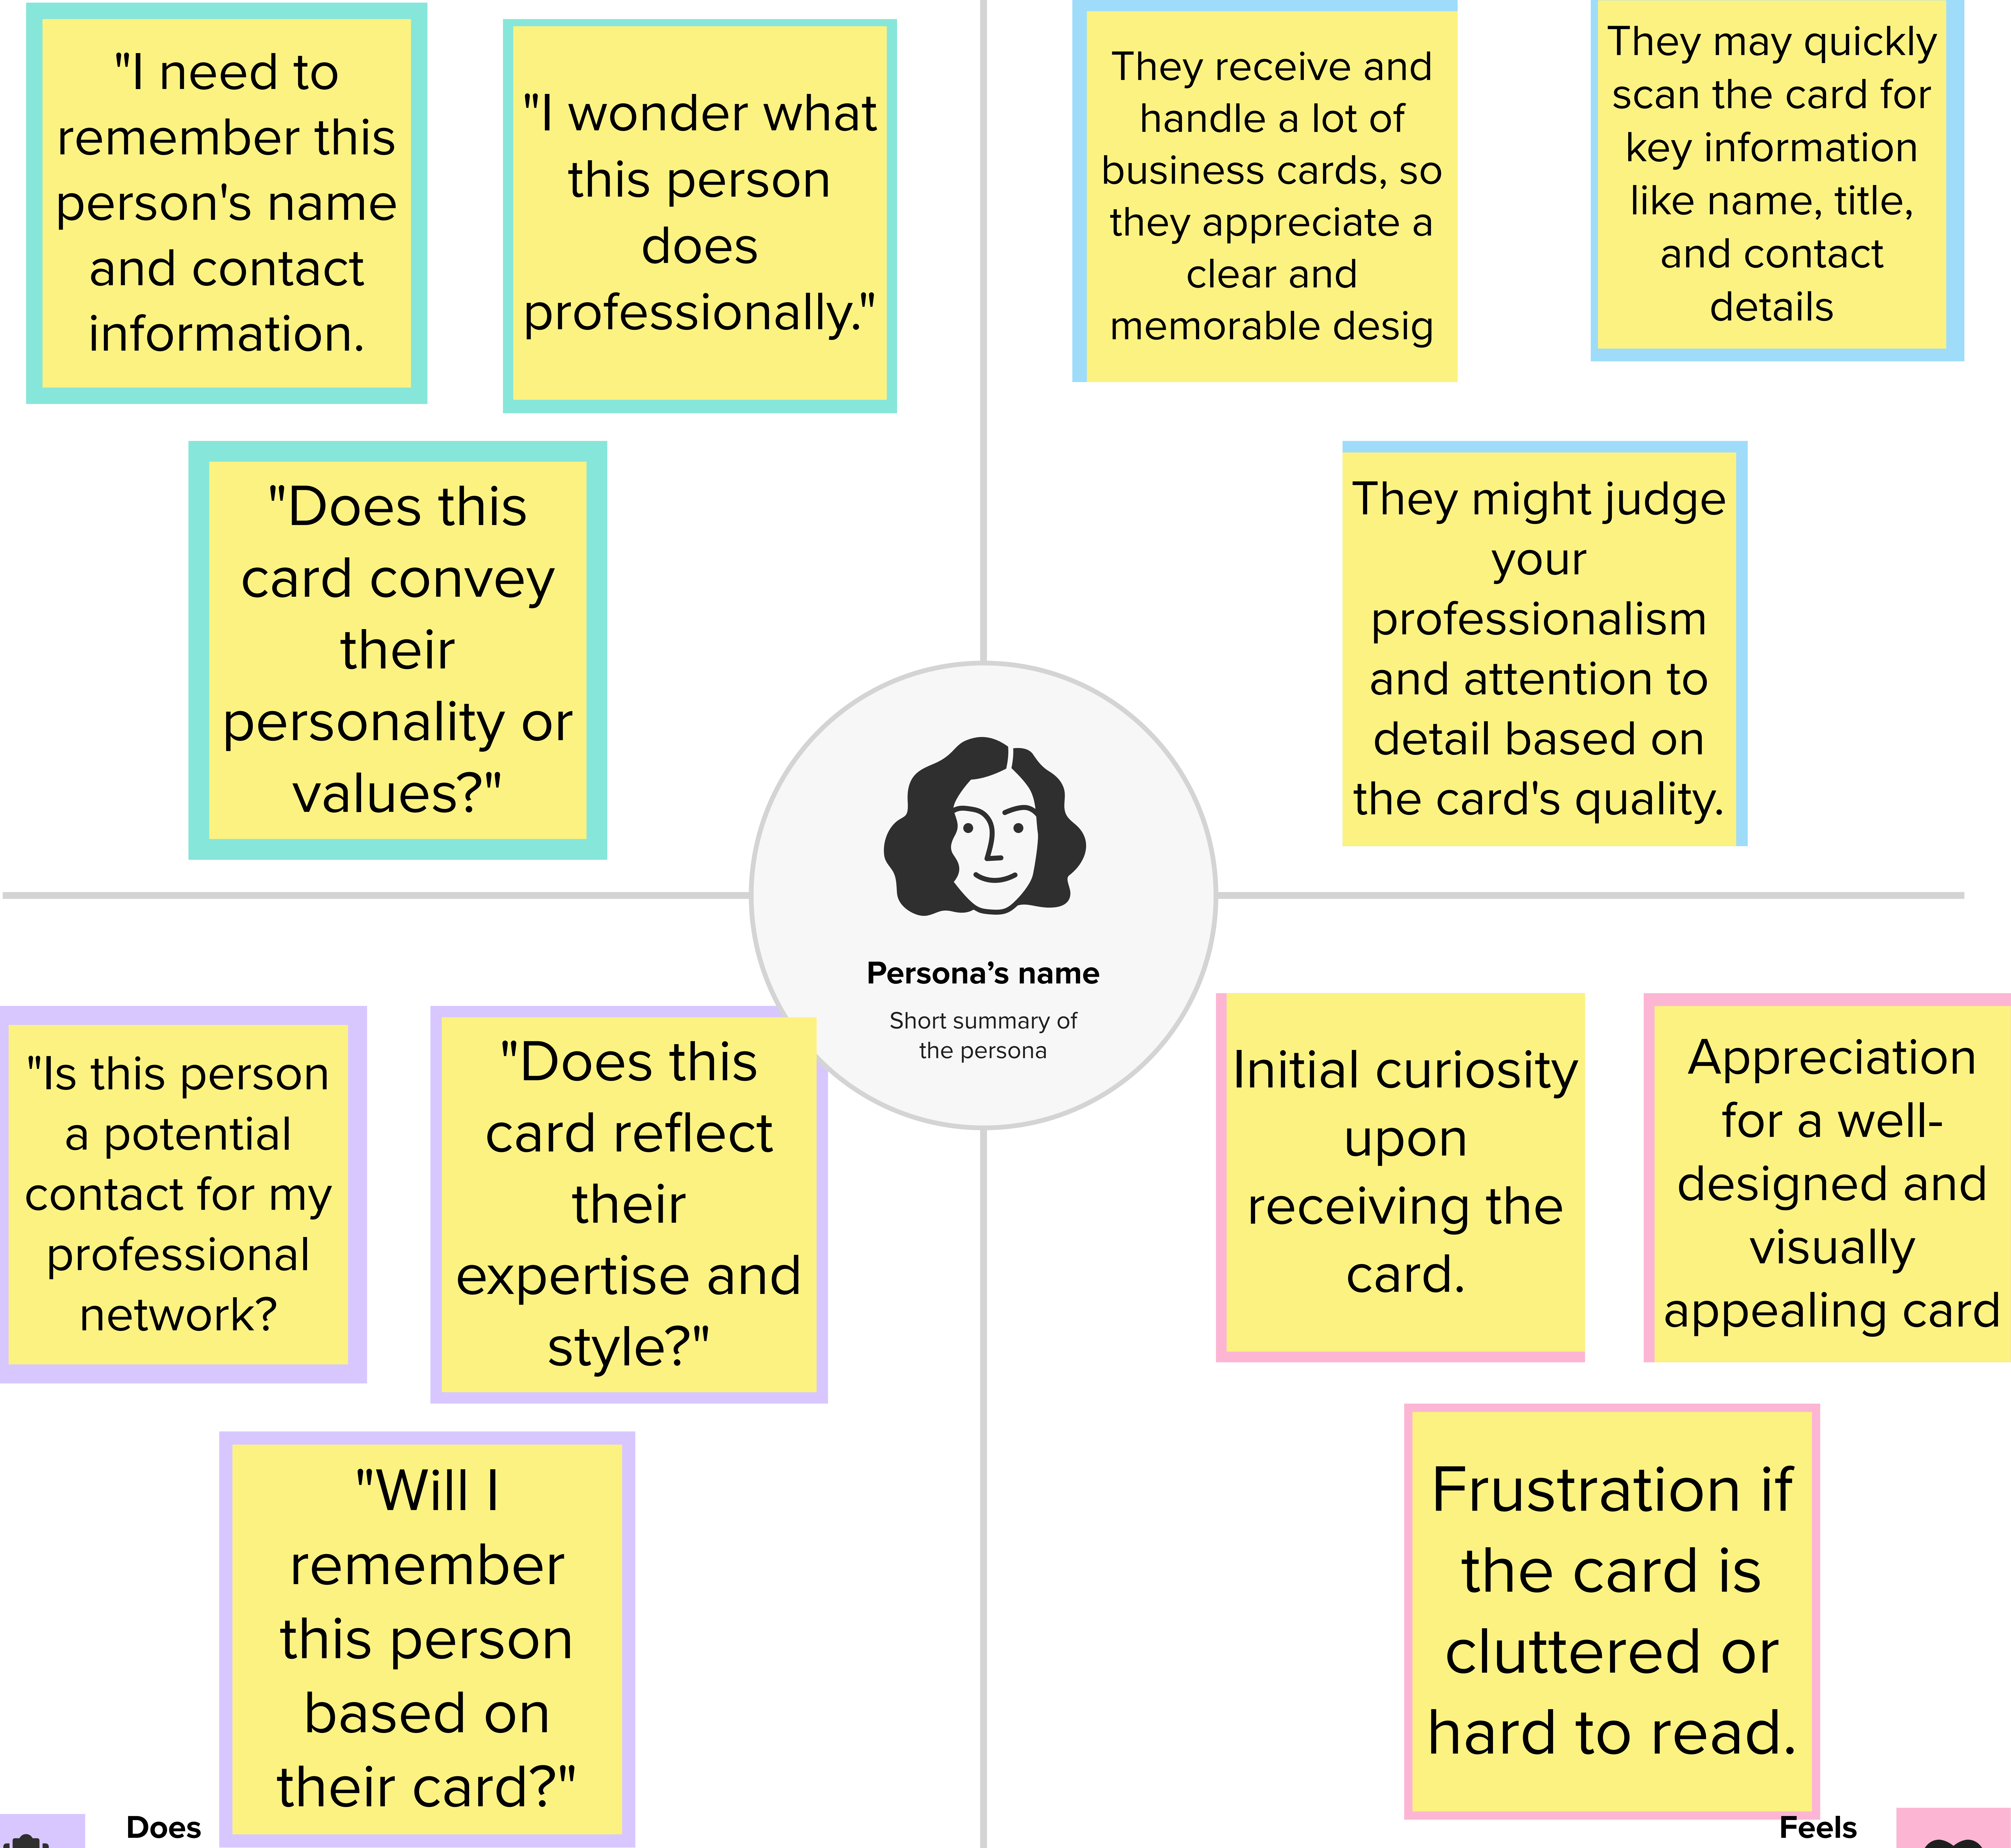 "I need to
remember this
person's name
and contact
information.
"I wonder what
this person
does
professionally."
"Does this
card convey
their
personality or
values?"
They receive and
handle a lot of
business cards, so
they appreciate a
clear and
memorable desig
They may quickly
scan the card for
key information
like name, title,
and contact
details
They might judge
your
professionalism
and attention to
detail based on
the card's quality.
Persona’s name
Short summary of
the persona
"Is this person
a potential
contact for my
professional
network?
"Does this
card reflect
their
expertise and
style?"
"Will I
remember
this person
based on
their card?"
Does
Initial curiosity
upon
receiving the
card.
Appreciation
for a well-
designed and
visually
appealing card
Frustration if
the card is
cluttered or
hard to read.
Feels